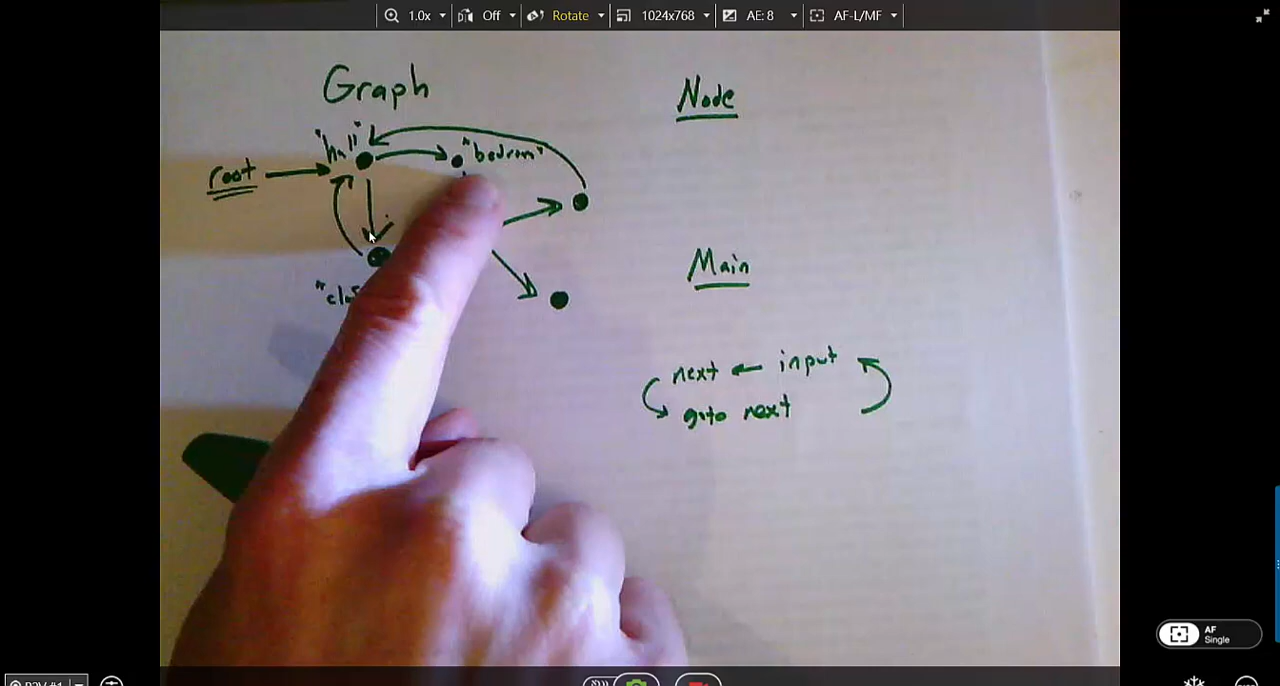 1.0x Off Rotate 1024x768 AE: 8 AF-L/MF
Graph
Node
"hall"
"bedroom"
root
Main
next ← input
goto next
AF
Single